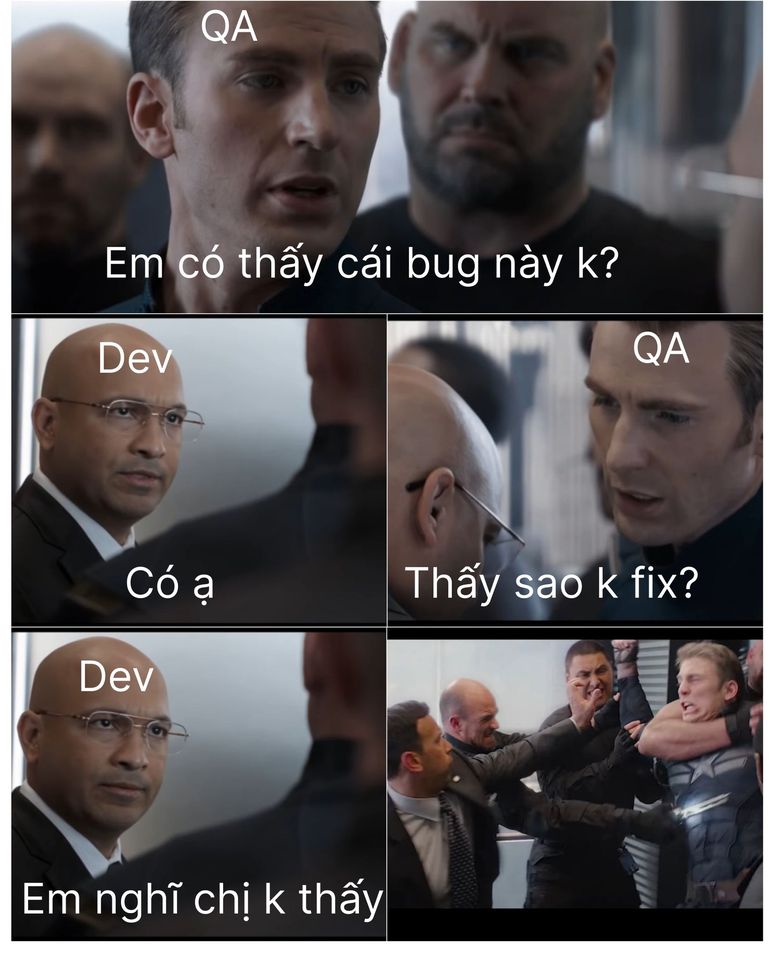 QA
Em có thấy cái bug này k?
Dev
Có ạ
QA
Thấy sao k fix?
Dev
Em nghĩ chị k thấy